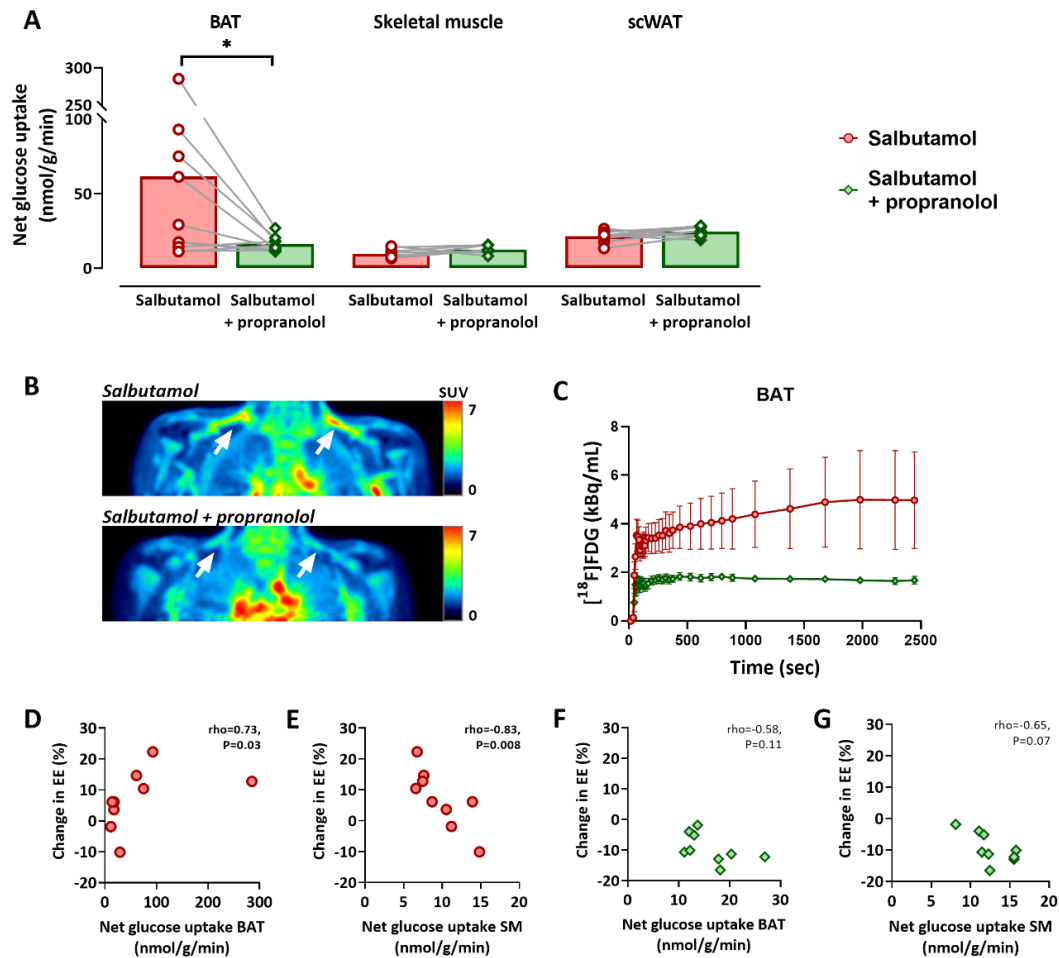 A
BAT
Skeletal muscle
scWAT
*
Net glucose uptake
(nmol/g/min)
300
250
100
50
0
Salbutamol
Salbutamol
+ propranolol
Salbutamol
Salbutamol
+ propranolol
Salbutamol
Salbutamol
+ propranolol
Salbutamol
Salbutamol
+ propranolol
B
Salbutamol
SUV
7
0
Salbutamol + propranolol
7
0
C
BAT
[¹⁸F]FDG (kBq/mL)
8
6
4
2
0
0
500
1000
1500
2000
2500
Time (sec)
D
rho=0.73,
P=0.03
Change in EE (%)
30
20
10
0
-10
-20
0
100
200
300
Net glucose uptake BAT
(nmol/g/min)
E
rho=-0.83,
P=0.008
Change in EE (%)
30
20
10
0
-10
-20
0
5
10
15
20
Net glucose uptake SM
(nmol/g/min)
F
rho=-0.58,
P=0.11
Change in EE (%)
30
20
10
0
-10
-20
0
10
20
30
Net glucose uptake BAT
(nmol/g/min)
G
rho=-0.65,
P=0.07
Change in EE (%)
30
20
10
0
-10
-20
0
5
10
15
20
Net glucose uptake SM
(nmol/g/min)